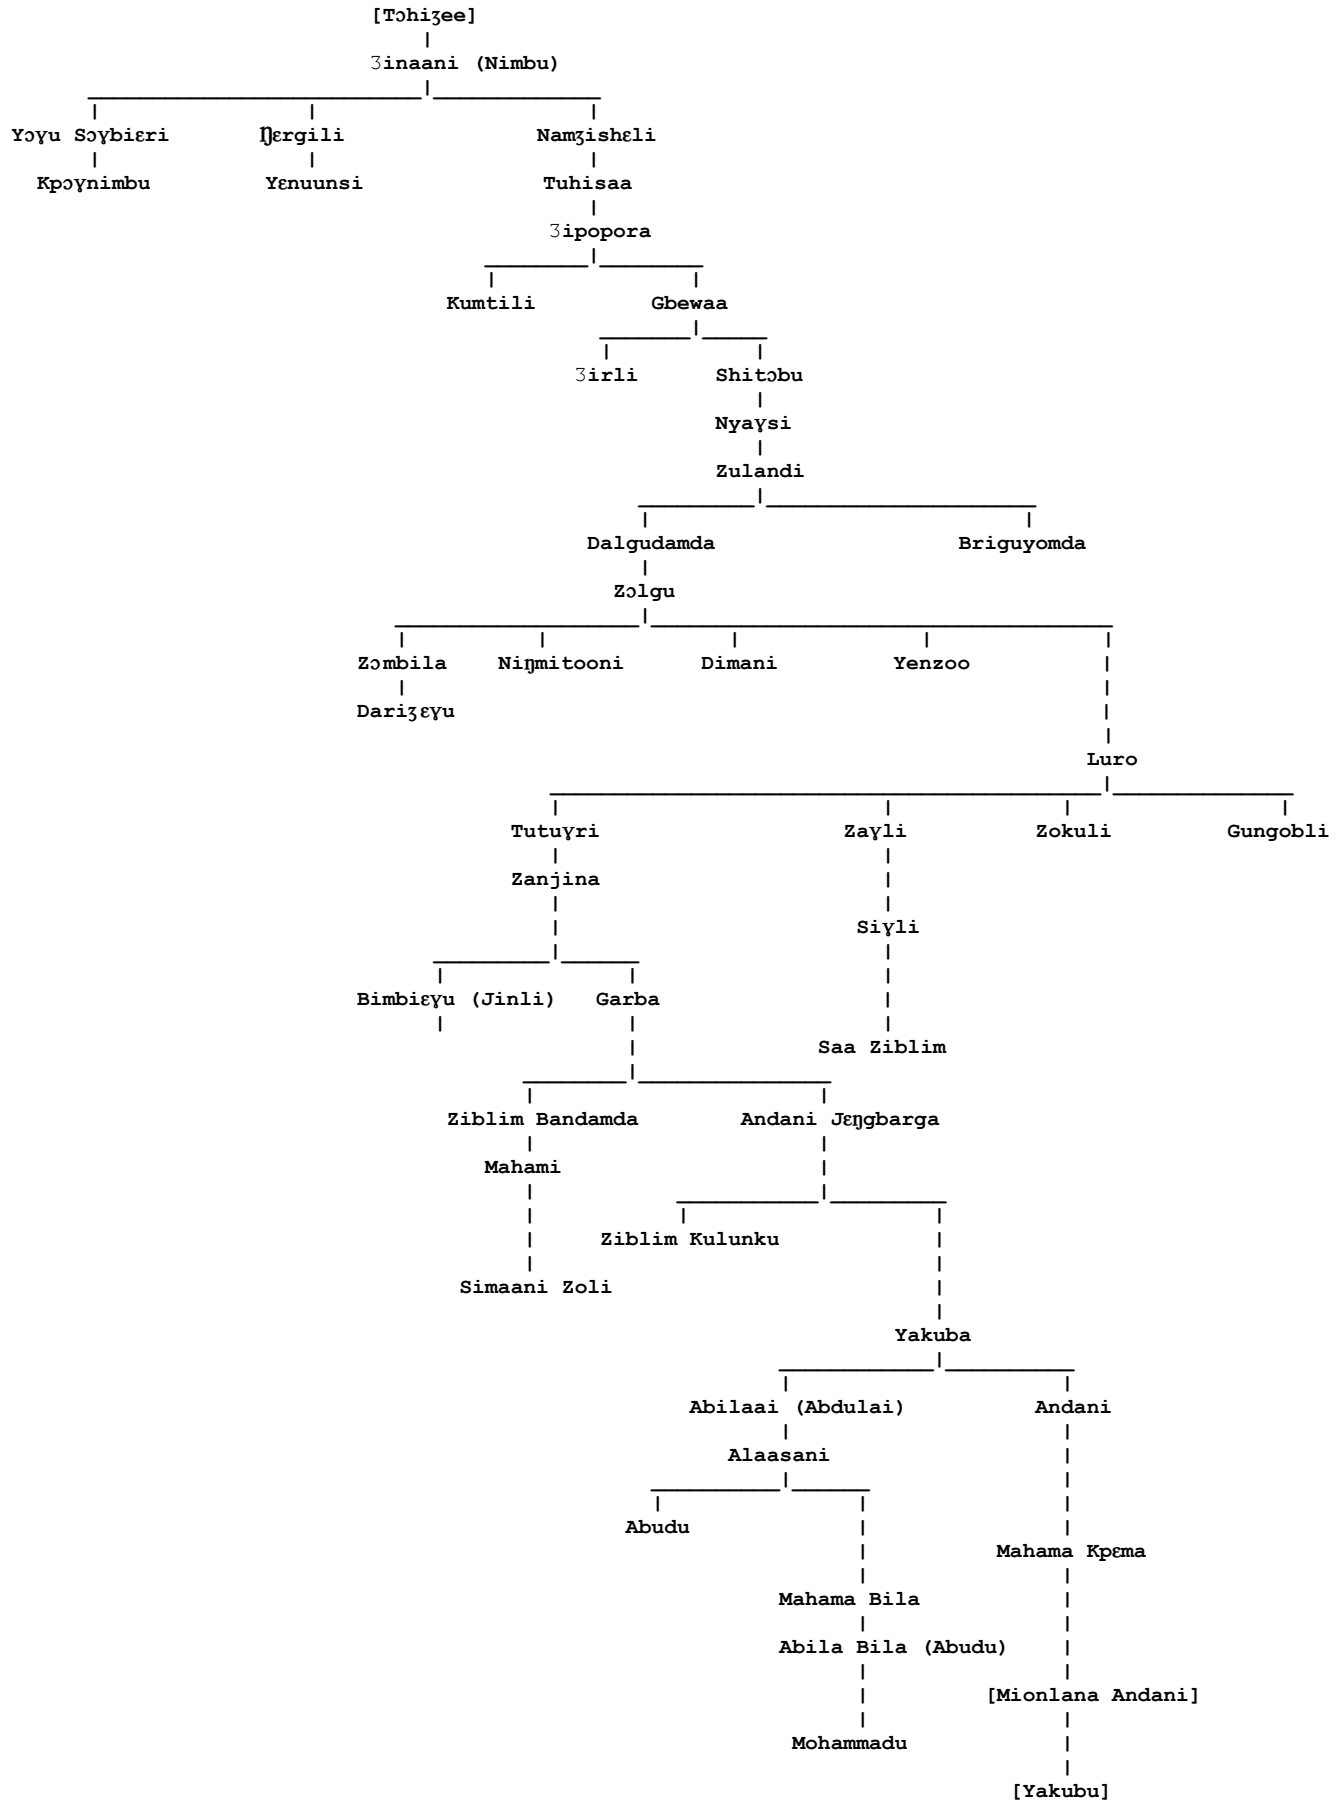 [Tɔhiʒee]
Ʒinaani (Nimbu)
Yɔɣu Sɔɣbiɛri Ŋɛrgili Namʒishɛli
Kpɔɣnimbu Yɛnuunsi Tuhisaa
Ʒipopora
Kumtili Gbewaa
Ʒirli Shitɔbu
Nyaɣsi
Zulandi
Dalgudamda Briguyomda
Zɔlgu
Zɔmbila Niŋmitooni Dimani Yenzoo
Dariʒɛɣu
Luro
Tutuɣri Zaɣli Zokuli Gungobli
Zanjina
Siɣli
Bimbiɛɣu (Jinli) Garba
Saa Ziblim
Ziblim Bandamda Andani Jɛŋgbarga
Mahami
Ziblim Kulunku
Simaani Zoli
Yakuba
Abilaai (Abdulai) Andani
Alaasani
Abudu
Mahama Kpɛma
Mahama Bila
Abila Bila (Abudu)
[Mionlana Andani]
Mohammadu
[Yakubu]